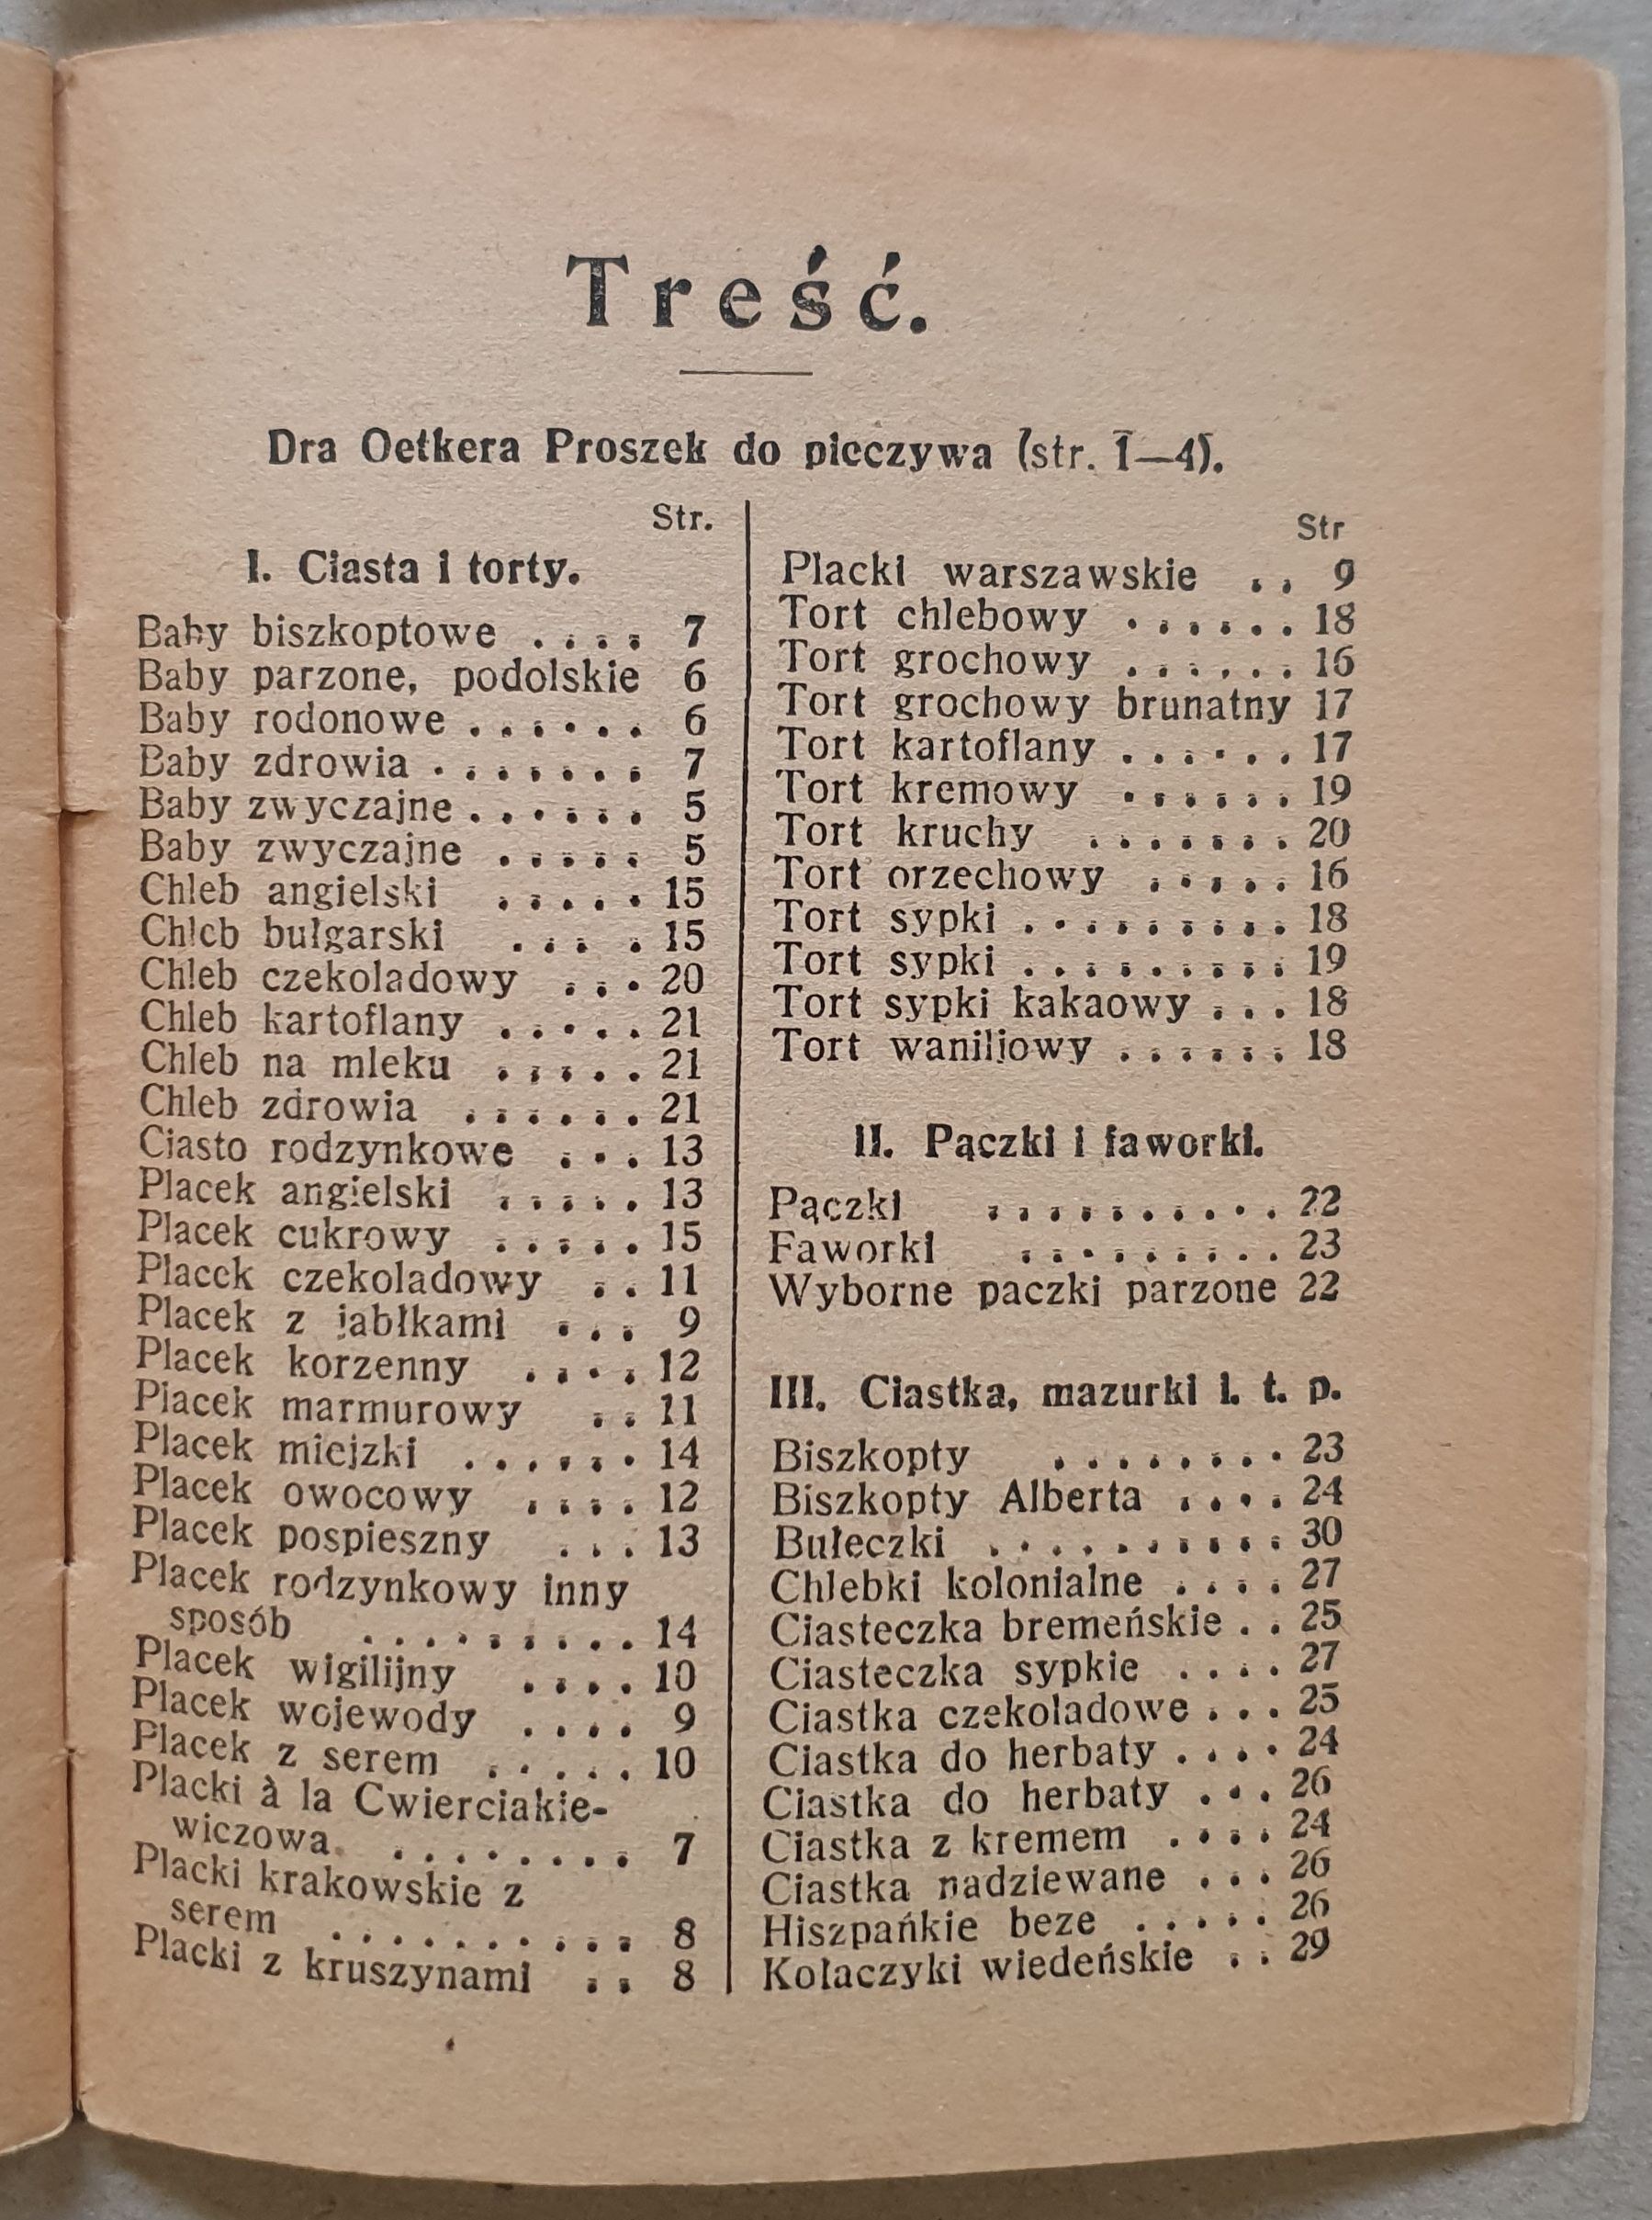 Treść.
Dra Oetkera Proszek do pieczywa (str. 1—4).
Str.
I. Ciasta i torty.
Baby biszkoptowe .... 7
Baby parzone, podolskie 6
Baby rodonowe ...... 6
Baby zdrowia ....... 7
Baby zwyczajne ...... 5
Baby zwyczajne ..... 5
Chleb angielski ..... 15
Chleb bułgarski .... 15
Chleb czekoladowy ... 20
Chleb kartoflany ..... 21
Chleb na mleku ..... 21
Chleb zdrowia ...... 21
Ciasto rodzynkowe ... 13
Placek angielski ..... 13
Placek cukrowy ..... 15
Placek czekoladowy .. 11
Placek z jabłkami ... 9
Placek korzenny .... 12
Placek marmurowy .. 11
Placek miejzki ...... 14
Placek owocowy .... 12
Placek pospieszny ... 13
Placek rodzynkowy inny
sposób ......... 14
Placek wigilijny .... 10
Placek wojewody .... 9
Placek z serem ..... 10
Placki à la Cwierciakie-
wiczowa. ........ 7
Placki krakowskie z
serem .......... 8
Placki z kruszynami .. 8
Str
Placki warszawskie .. 9
Tort chlebowy ...... 18
Tort grochowy ...... 16
Tort grochowy brunatny 17
Tort kartoflany ...... 17
Tort kremowy ...... 19
Tort kruchy ....... 20
Tort orzechowy ..... 16
Tort sypki ......... 18
Tort sypki ......... 19
Tort sypki kakaowy ... 18
Tort waniliowy ...... 18
II. Pączki i faworki.
Pączki .......... 22
Faworki ......... 23
Wyborne paczki parzone 22
III. Ciastka, mazurki i. t. p.
Biszkopty ........ 23
Biszkopty Alberta .... 24
Bułeczki .......... 30
Chlebki kolonialne .... 27
Ciasteczka bremeńskie .. 25
Ciasteczka sypkie .... 27
Ciastka czekoladowe ... 25
Ciastka do herbaty .... 24
Ciastka do herbaty ... 26
Ciastka z kremem .... 24
Ciastka nadziewane ... 26
Hiszpańkie beze ..... 26
Kołaczyki wiedeńskie .. 29